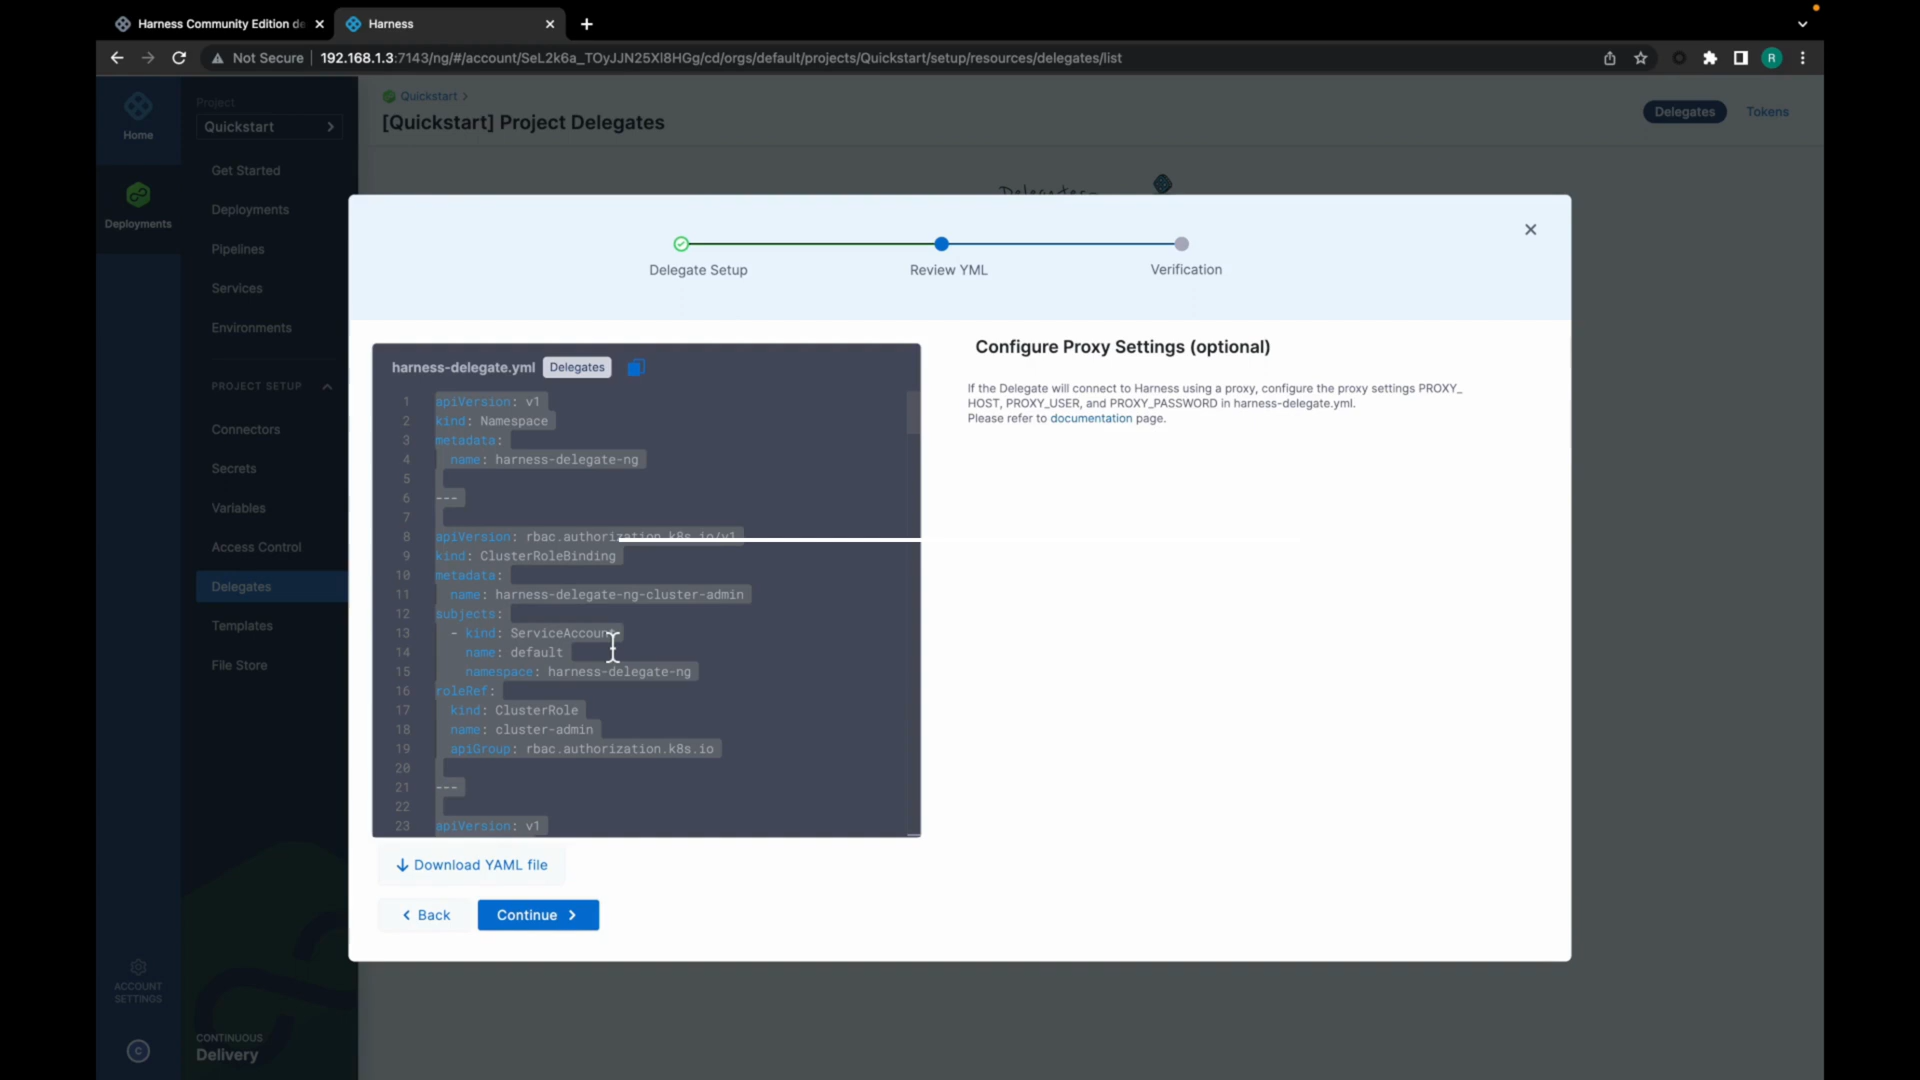 Harness Community Edition de
Harness
Not Secure
192.168.1.3:7143/ng/#/account/SeL2k6a_TOyJJN25Xl8HGg/cd/orgs/default/projects/Quickstart/setup/resources/delegates/list
R
Home
Deployments
ACCOUNT
SETTINGS
C
Project
Quickstart
Get Started
Deployments
Pipelines
Services
Environments
PROJECT SETUP
Connectors
Secrets
Variables
Access Control
Delegates
Templates
File Store
CONTINUOUS
Delivery
Quickstart >
[Quickstart] Project Delegates
Delegates
Tokens
Delegates
Delegate Setup
Review YML
Verification
harness-delegate.yml
Delegates
1 apiVersion: v1
2 kind: Namespace
3 metadata:
4 name: harness-delegate-ng
5
6 ---
7
8 apiVersion: rbac.authorization.k8s.io/v1
9 kind: ClusterRoleBinding
10 metadata:
11 name: harness-delegate-ng-cluster-admin
12 subjects:
13 - kind: ServiceAccount
14 name: default
15 namespace: harness-delegate-ng
16 roleRef:
17 kind: ClusterRole
18 name: cluster-admin
19 apiGroup: rbac.authorization.k8s.io
20
21 ---
22
23 apiVersion: v1
Download YAML file
Back
Continue
Configure Proxy Settings (optional)
If the Delegate will connect to Harness using a proxy, configure the proxy settings PROXY_
HOST, PROXY_USER, and PROXY_PASSWORD in harness-delegate.yml.
Please refer to documentation page.